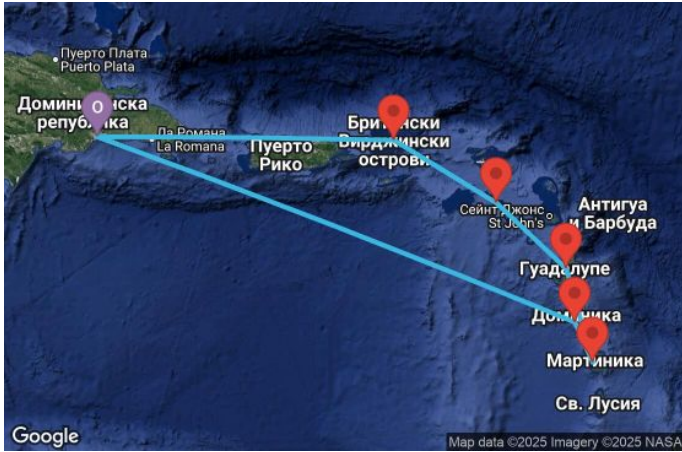 Пуерто Плата
Puerto Plata
О
Доминиканска
република
Ла Романа
La Romana
Пуерто
Рико
Британски
Вирджински
острови
Сейнт Джонс
St John's
Антигуа
и Барбуда
Гуадалупе
Доминика
Мартиника
Св. Лусия
Google
Map data ©2025 Imagery ©2025 NASA